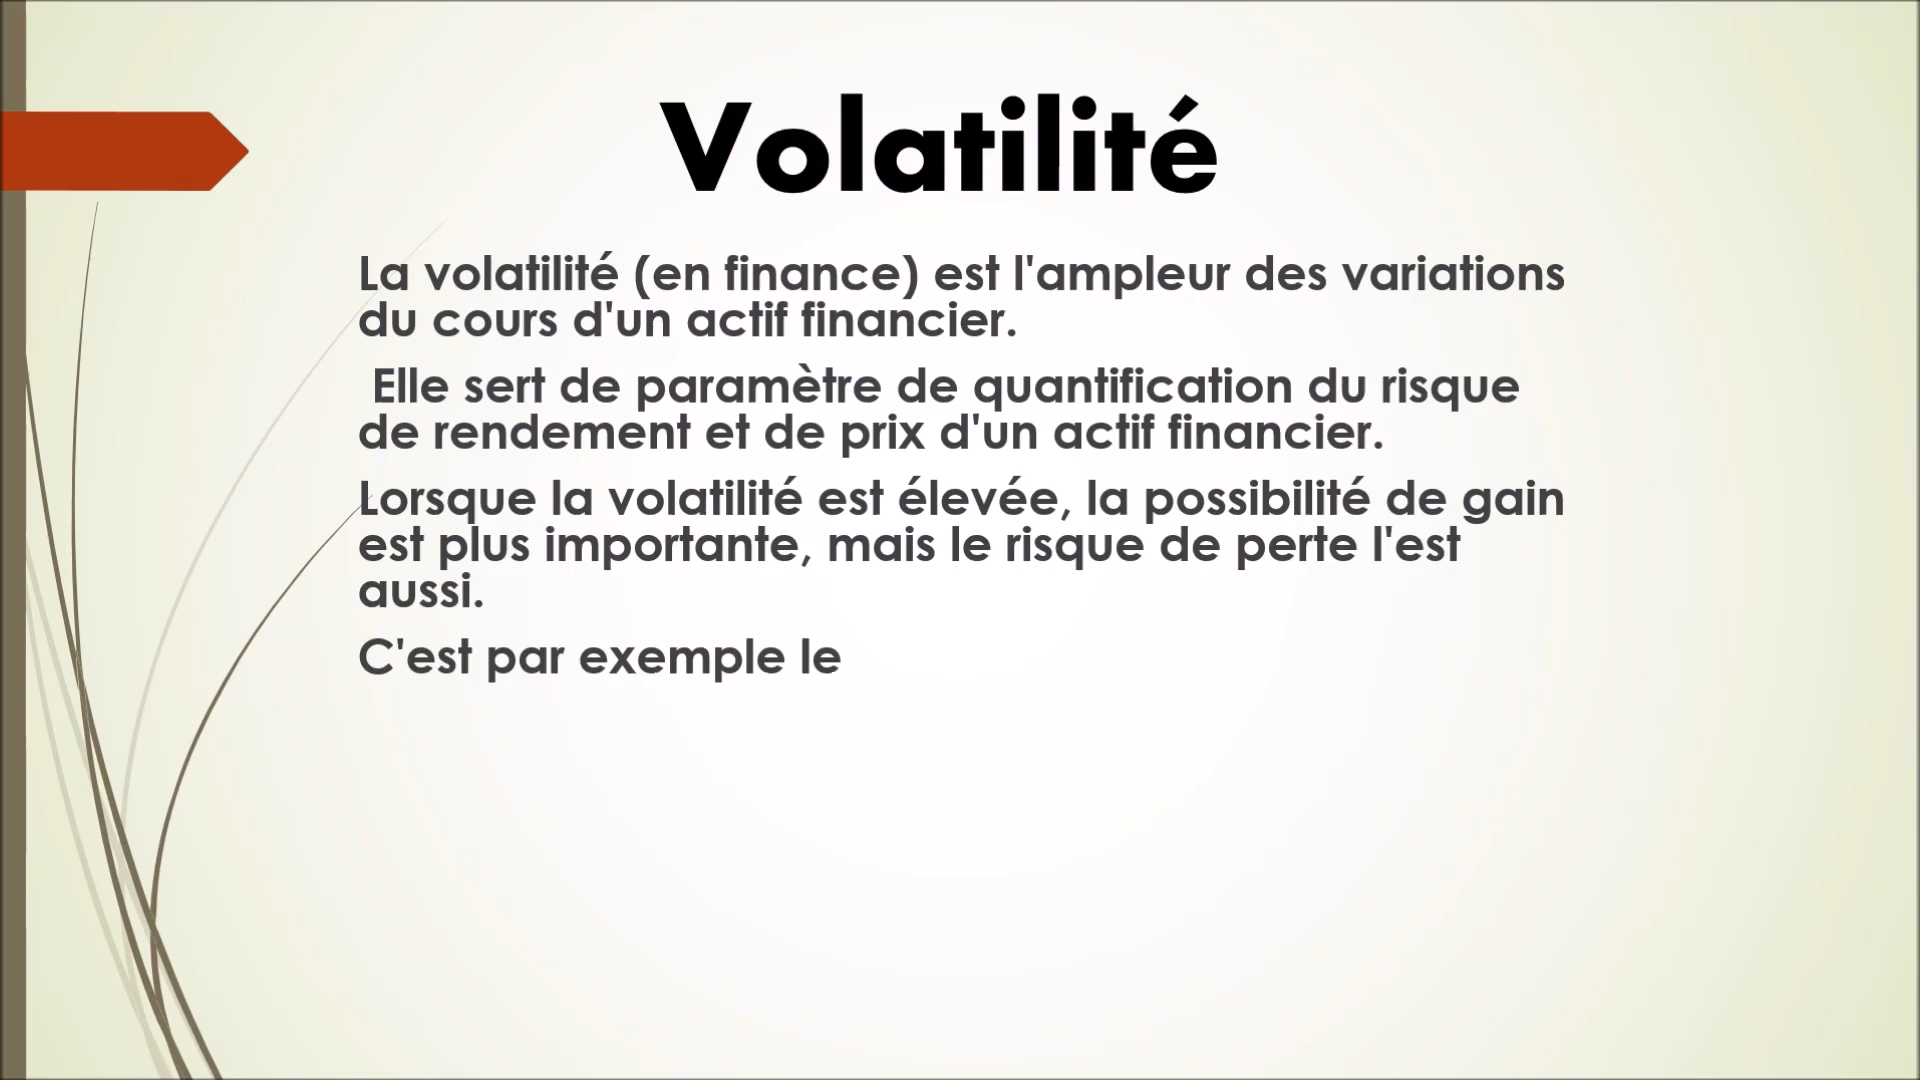 Volatilité
La volatilité (en finance) est l'ampleur des variations
du cours d'un actif financier.
Elle sert de paramètre de quantification du risque
de rendement et de prix d'un actif financier.
Lorsque la volatilité est élevée, la possibilité de gain
est plus importante, mais le risque de perte l'est
aussi.
C'est par exemple le